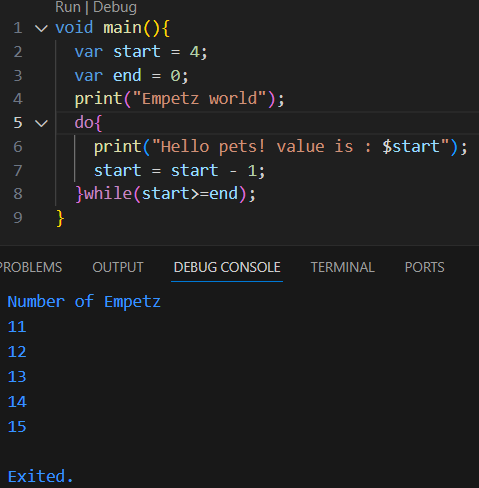 Run | Debug
1 void main(){
2 var start = 4;
3 var end = 0;
4 print("Empetz world");
5 do{
6 print("Hello pets! value is : $start");
7 start = start - 1;
8 }while(start>=end);
9 }
PROBLEMS OUTPUT DEBUG CONSOLE TERMINAL PORTS
Number of Empetz
11
12
13
14
15
Exited.